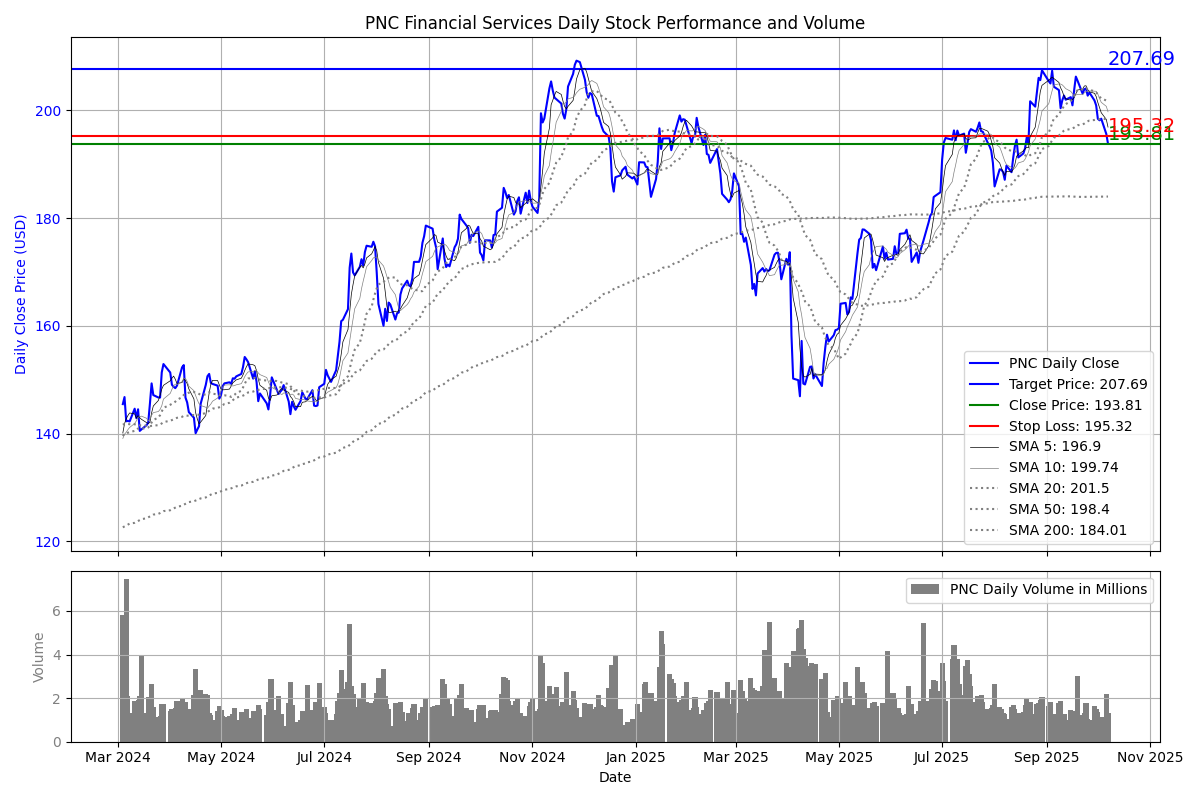 PNC Financial Services Daily Stock Performance and Volume
Daily Close Price (USD)
200
180
160
140
120
207.69
195.32
193.81
PNC Daily Close
Target Price: 207.69
Close Price: 193.81
Stop Loss: 195.32
SMA 5: 196.9
SMA 10: 199.74
SMA 20: 201.5
SMA 50: 198.4
SMA 200: 184.01
Volume
6
4
2
0
PNC Daily Volume in Millions
Mar 2024 May 2024 Jul 2024 Sep 2024 Nov 2024 Jan 2025 Mar 2025 May 2025 Jul 2025 Sep 2025 Nov 2025
Date